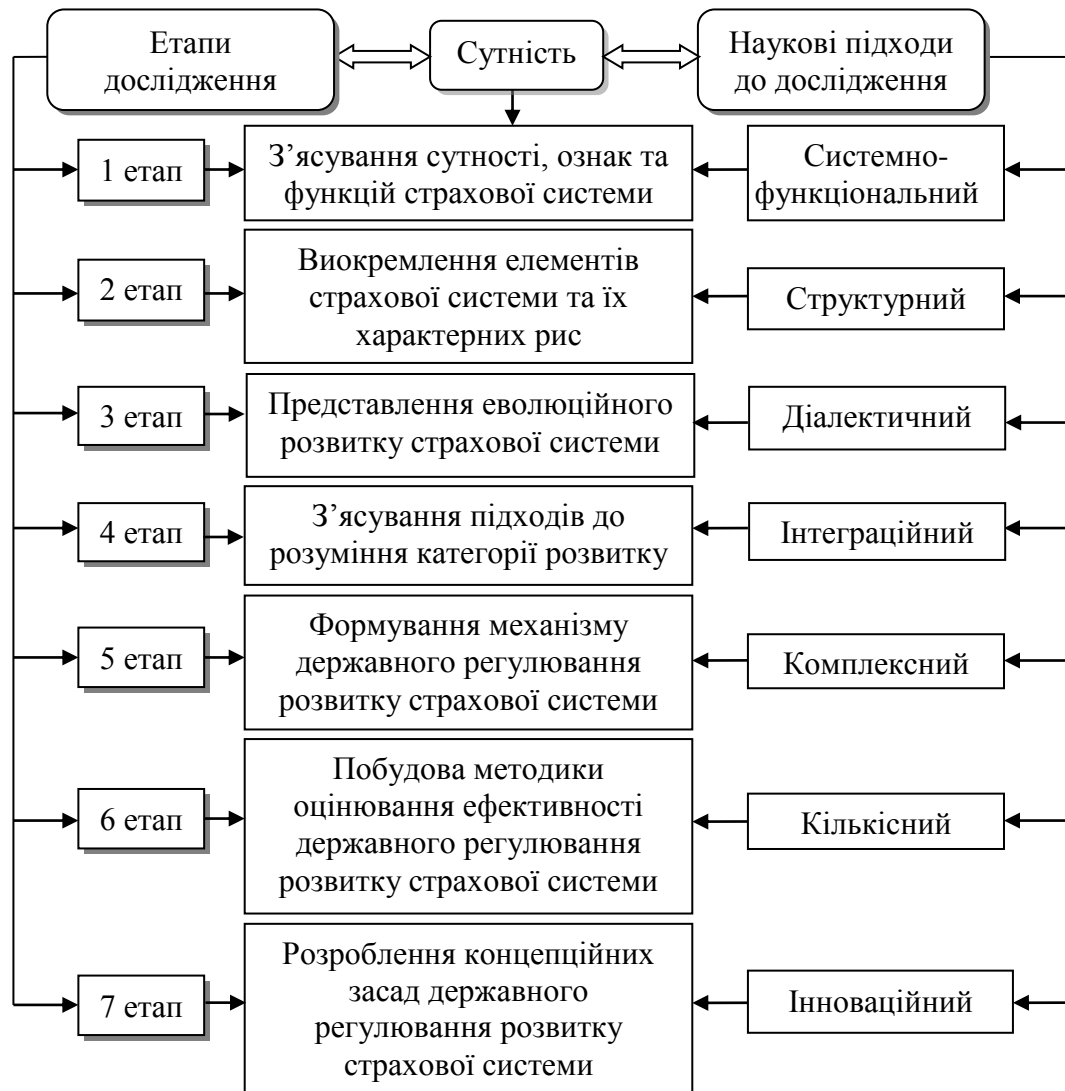 Етапи
дослідження
Сутність
Наукові підходи
до дослідження
1 етап
З’ясування сутності, ознак та
функцій страхової системи
Системно-
функціональний
2 етап
Виокремлення елементів
страхової системи та їх
характерних рис
Структурний
3 етап
Представлення еволюційного
розвитку страхової системи
Діалектичний
4 етап
З’ясування підходів до
розуміння категорії розвитку
Інтеграційний
5 етап
Формування механізму
державного регулювання
розвитку страхової системи
Комплексний
6 етап
Побудова методики
оцінювання ефективності
державного регулювання
розвитку страхової системи
Кількісний
7 етап
Розроблення концепційних
засад державного
регулювання розвитку
страхової системи
Інноваційний